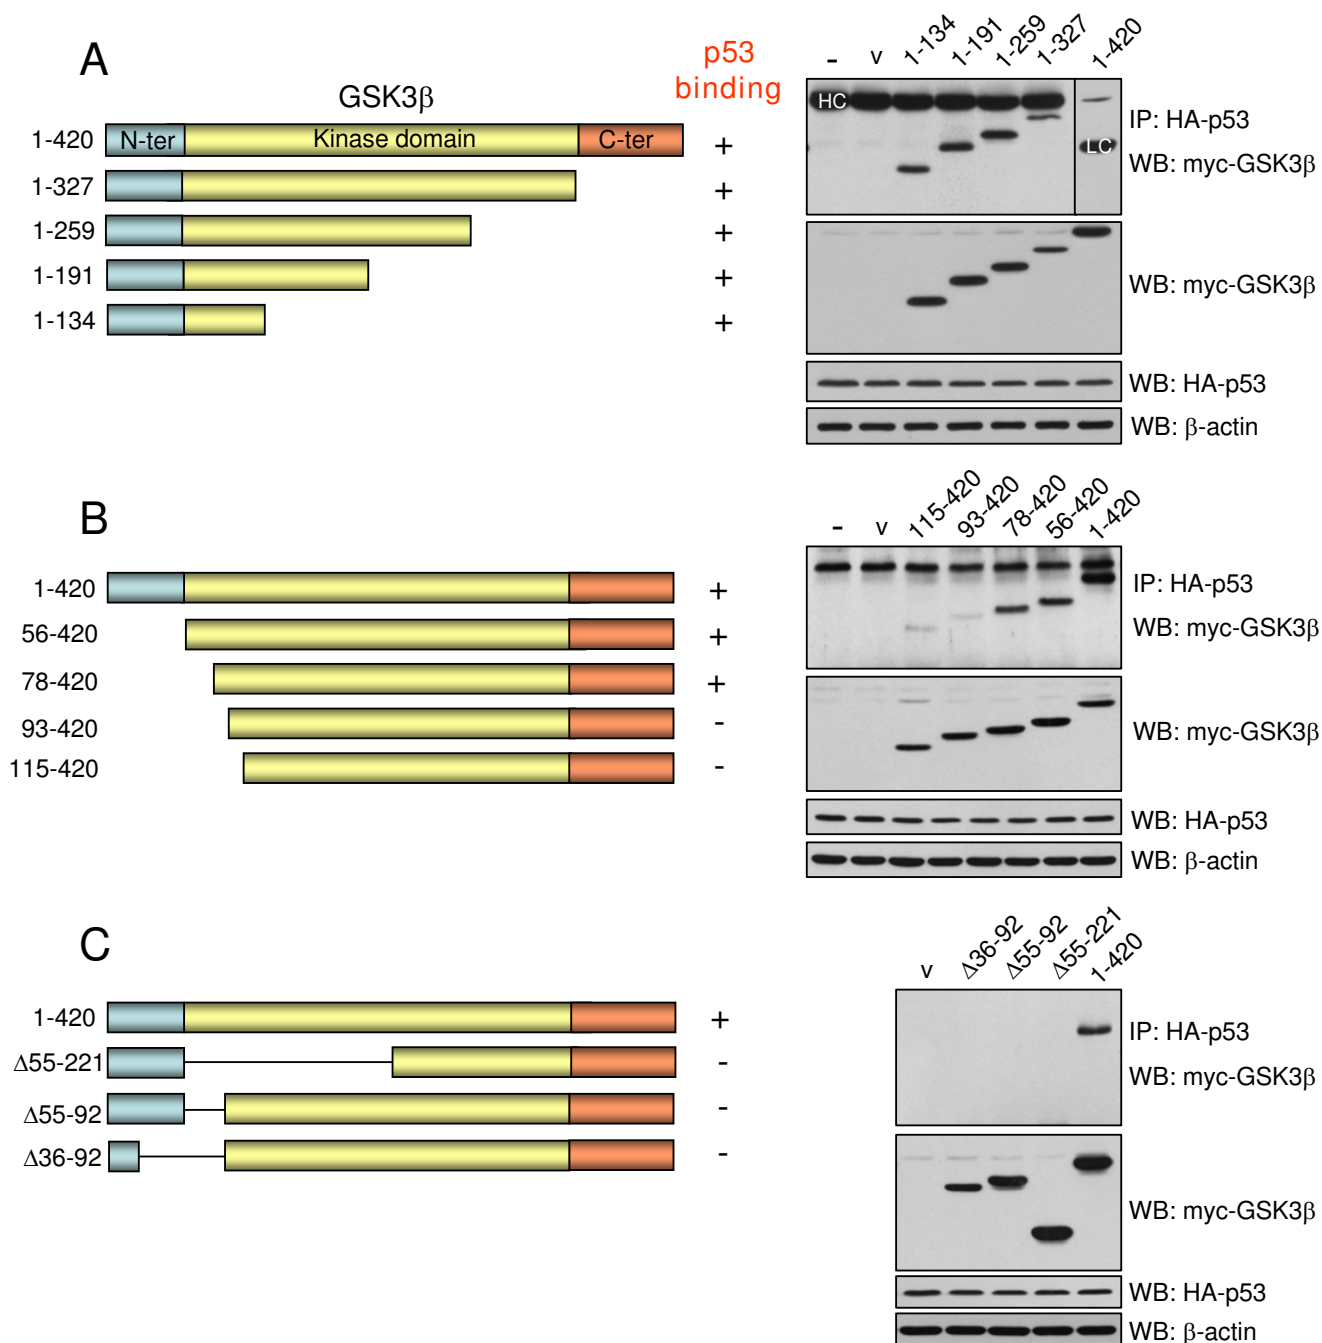 A
GSK3β
p53
binding
1-420
N-ter
Kinase domain
C-ter
+
1-327
+
1-259
+
1-191
+
1-134
+
-
v
1-134
1-191
1-259
1-327
1-420
HC
LC
IP: HA-p53
WB: myc-GSK3β
WB: myc-GSK3β
WB: HA-p53
WB: β-actin
B
1-420
+
56-420
+
78-420
+
93-420
-
115-420
-
-
v
115-420
93-420
78-420
56-420
1-420
IP: HA-p53
WB: myc-GSK3β
WB: myc-GSK3β
WB: HA-p53
WB: β-actin
C
1-420
+
Δ55-221
-
Δ55-92
-
Δ36-92
-
v
Δ36-92
Δ55-92
Δ55-221
1-420
IP: HA-p53
WB: myc-GSK3β
WB: myc-GSK3β
WB: HA-p53
WB: β-actin